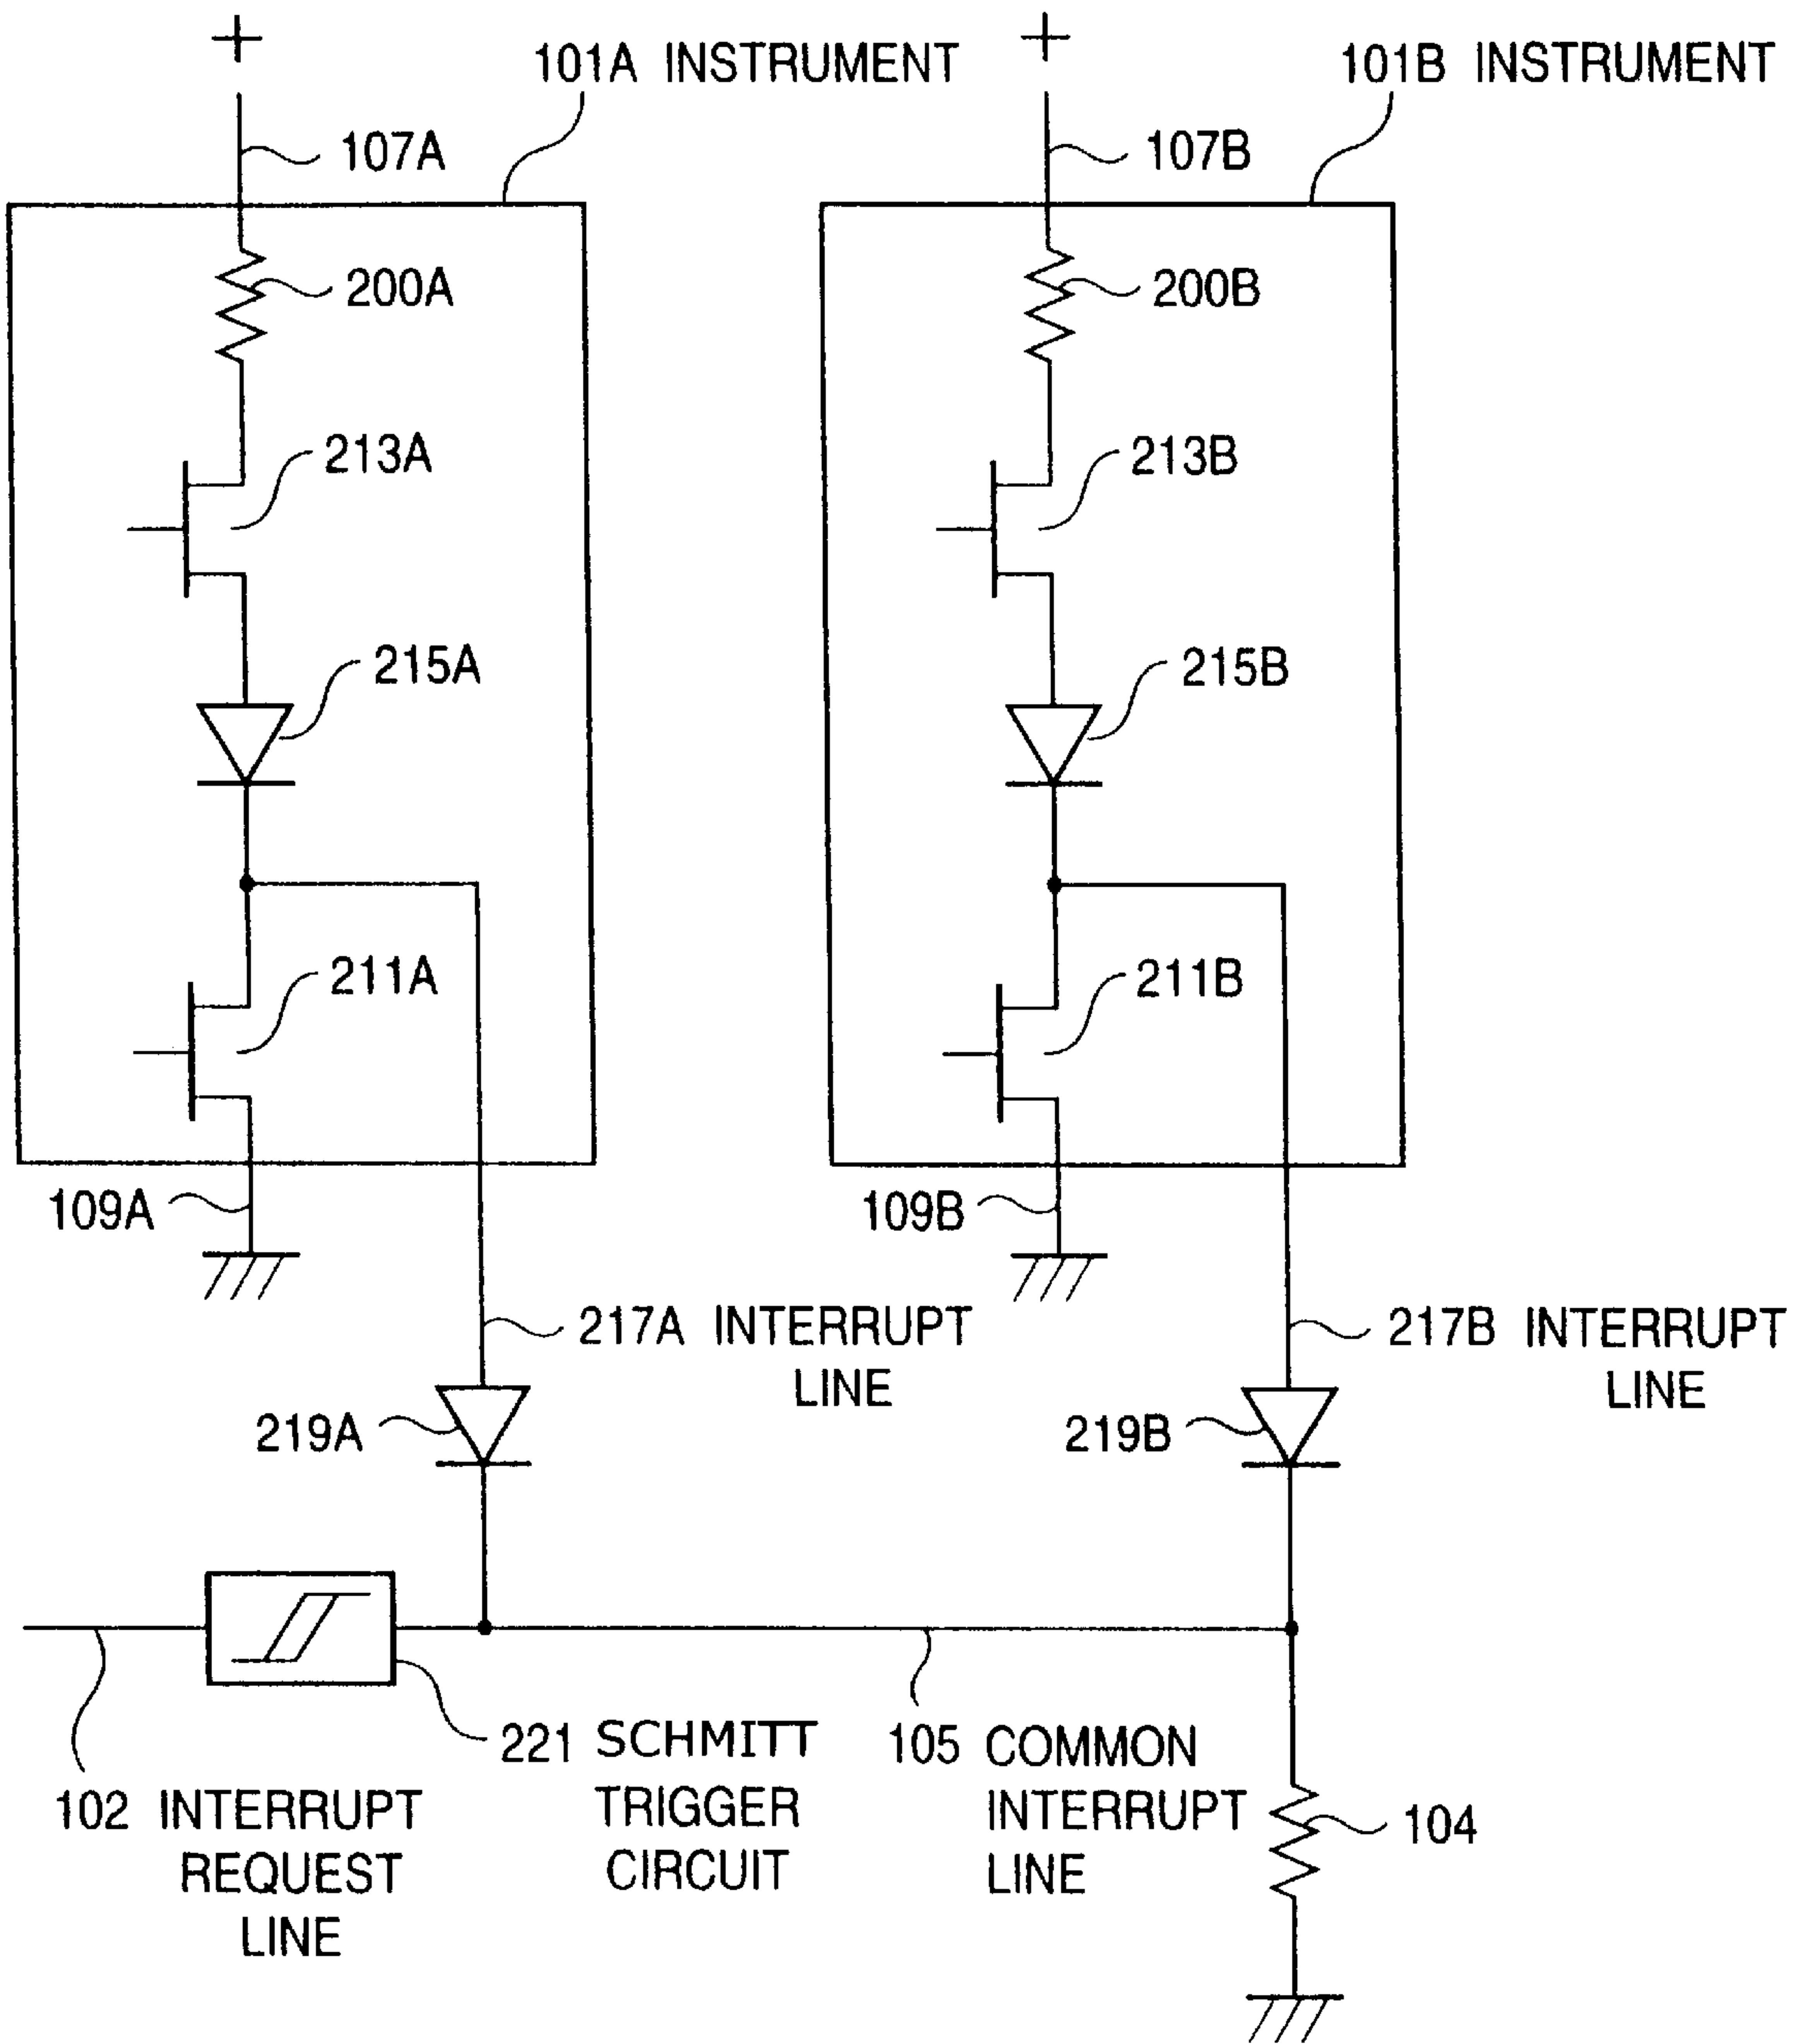 101A INSTRUMENT
101B INSTRUMENT
107A
107B
200A
200B
213A
213B
215A
215B
211A
211B
109A
109B
217A INTERRUPT
LINE
217B INTERRUPT
LINE
219A
219B
221 SCHMITT
TRIGGER
CIRCUIT
105 COMMON
INTERRUPT
LINE
102 INTERRUPT
REQUEST
LINE
104